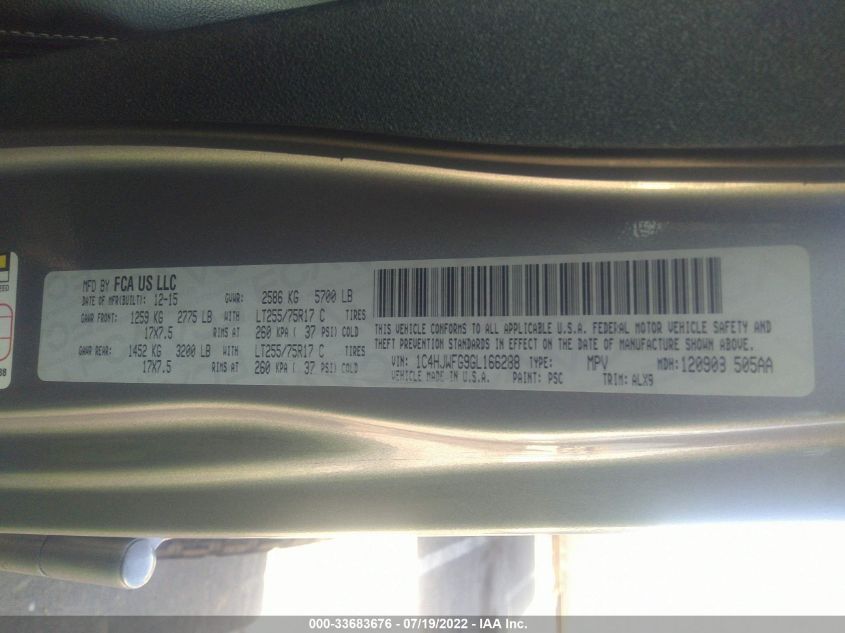 MFD BY FCA US LLC
DATE OF MFR(BUILT): 12-15 GVWR: 2586 KG 5700 LB
GAWR FRONT: 1259 KG 2775 LB WITH LT255/75R17 C TIRES
17X7.5 RIMS AT 260 KPA ( 37 PSI) COLD
GAWR REAR: 1452 KG 3200 LB WITH LT255/75R17 C TIRES
17X7.5 RIMS AT 260 KPA ( 37 PSI) COLD
THIS VEHICLE CONFORMS TO ALL APPLICABLE U.S.A. FEDERAL MOTOR VEHICLE SAFETY AND
THEFT PREVENTION STANDARDS IN EFFECT ON THE DATE OF MANUFACTURE SHOWN ABOVE.
VIN: 1C4HJWFG9GL166288 TYPE: MPV MDH: 120903 505AA
VEHICLE MADE IN U.S.A. PAINT: PSC TRIM: ALX9
000-33683676 - 07/19/2022 - IAA Inc.